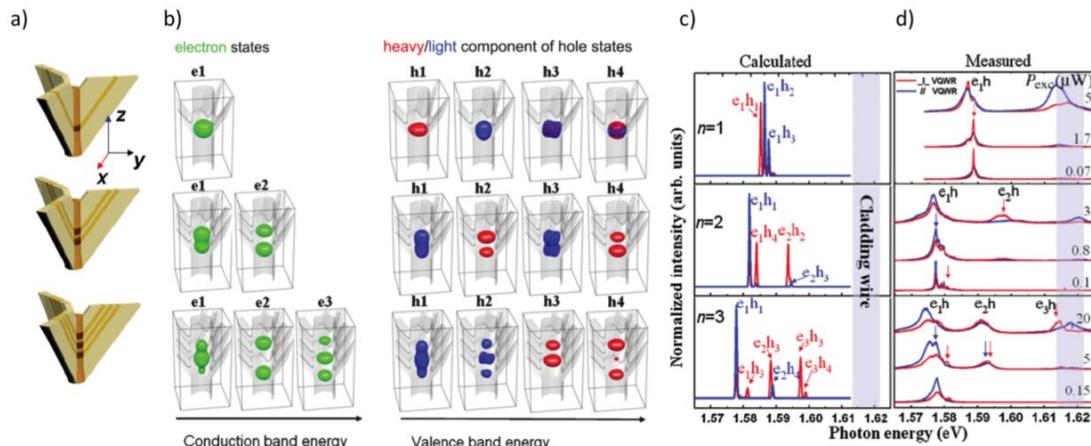 a)
z
y
x
b)
electron states
heavy/light component of hole states
e1
h1 h2 h3 h4
e1 e2
h1 h2 h3 h4
e1 e2 e3
h1 h2 h3 h4
Conduction band energy
Valence band energy
c)
Calculated
Normalized intensity (arb. units)
n=1
e₁h₁
e₁h₂
e₁h₃
n=2
e₁h₁
e₁h₄
e₂h₂
e₂h₃
n=3
e₁h₁
e₁h₃
e₂h₃
e₂h₄
e₃h₃
e₃h₄
Cladding wire
1.57 1.58 1.59 1.60 1.61 1.62
d)
Measured
⊥ VQWR
// VQWR
e₁h
Pexc(μW)
5
1.7
0.07
e₁h
e₂h
3
0.8
0.1
e₁h
e₂h
e₃h
20
5
0.15
1.57 1.58 1.59 1.60 1.61 1.62
Photon energy (eV)